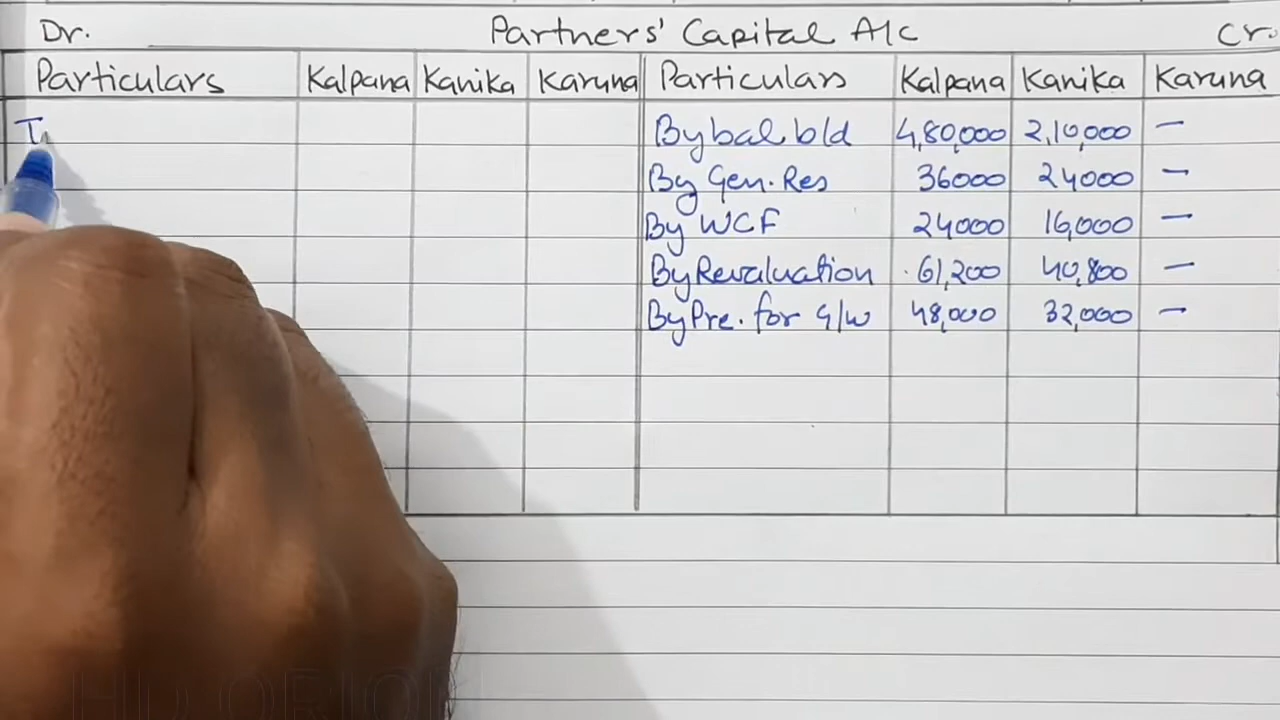 Dr. Partners' Capital A/c Cr.
Particulars Kalpana Kanika Karuna Particulars Kalpana Kanika Karuna
T By bal b/d 4,80,000 2,10,000 —
By Gen. Res 36000 24000 —
By WCF 24000 16,000 —
By Revaluation 61,200 40,800 —
By Pre. for G/w 48,000 32,000 —
HD ORION